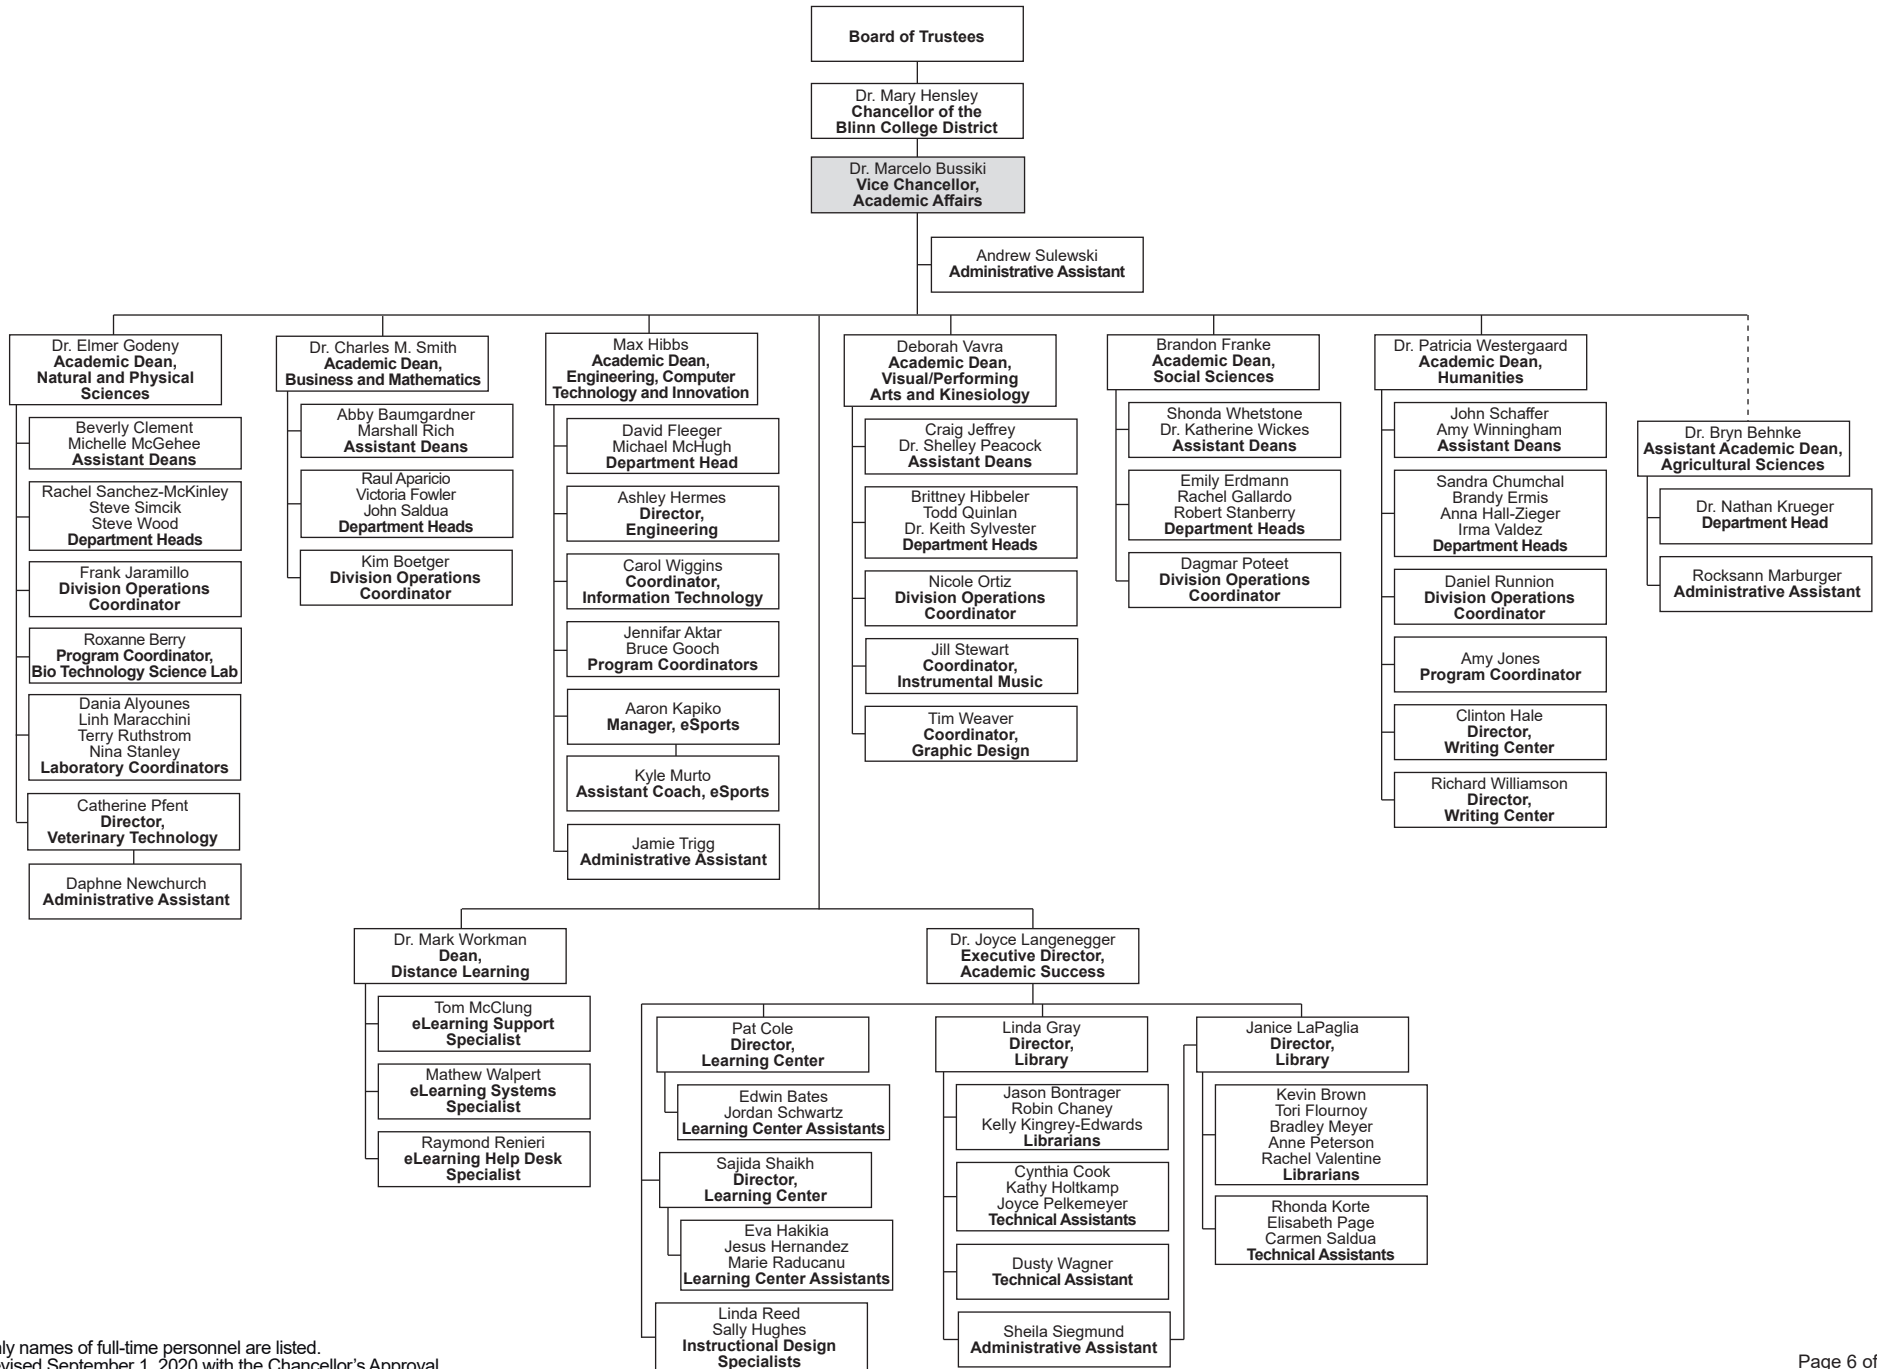 Board of Trustees
Dr. Mary Hensley
Chancellor of the
Blinn College District
Dr. Marcelo Bussiki
Vice Chancellor,
Academic Affairs
Andrew Sulewski
Administrative Assistant
Dr. Elmer Godeny
Academic Dean,
Natural and Physical
Sciences
Beverly Clement
Michelle McGehee
Assistant Deans
Rachel Sanchez-McKinley
Steve Simcik
Steve Wood
Department Heads
Frank Jaramillo
Division Operations
Coordinator
Roxanne Berry
Program Coordinator,
Bio Technology Science Lab
Dania Alyounes
Linh Maracchini
Terry Ruthstrom
Nina Stanley
Laboratory Coordinators
Catherine Pfent
Director,
Veterinary Technology
Daphne Newchurch
Administrative Assistant
Dr. Charles M. Smith
Academic Dean,
Business and Mathematics
Abby Baumgardner
Marshall Rich
Assistant Deans
Raul Aparicio
Victoria Fowler
John Saldua
Department Heads
Kim Boetger
Division Operations
Coordinator
Max Hibbs
Academic Dean,
Engineering, Computer
Technology and Innovation
David Fleeger
Michael McHugh
Department Head
Ashley Hermes
Director,
Engineering
Carol Wiggins
Coordinator,
Information Technology
Jennifar Aktar
Bruce Gooch
Program Coordinators
Aaron Kapiko
Manager, eSports
Kyle Murto
Assistant Coach, eSports
Jamie Trigg
Administrative Assistant
Deborah Vavra
Academic Dean,
Visual/Performing
Arts and Kinesiology
Craig Jeffrey
Dr. Shelley Peacock
Assistant Deans
Brittney Hibbeler
Todd Quinlan
Dr. Keith Sylvester
Department Heads
Nicole Ortiz
Division Operations
Coordinator
Jill Stewart
Coordinator,
Instrumental Music
Tim Weaver
Coordinator,
Graphic Design
Brandon Franke
Academic Dean,
Social Sciences
Shonda Whetstone
Dr. Katherine Wickes
Assistant Deans
Emily Erdmann
Rachel Gallardo
Robert Stanberry
Department Heads
Dagmar Poteet
Division Operations
Coordinator
Dr. Patricia Westergaard
Academic Dean,
Humanities
John Schaffer
Amy Winningham
Assistant Deans
Sandra Chumchal
Brandy Ermis
Anna Hall-Zieger
Irma Valdez
Department Heads
Daniel Runnion
Division Operations
Coordinator
Amy Jones
Program Coordinator
Clinton Hale
Director,
Writing Center
Richard Williamson
Director,
Writing Center
Dr. Bryn Behnke
Assistant Academic Dean,
Agricultural Sciences
Dr. Nathan Krueger
Department Head
Rocksann Marburger
Administrative Assistant
Dr. Mark Workman
Dean,
Distance Learning
Tom McClung
eLearning Support
Specialist
Mathew Walpert
eLearning Systems
Specialist
Raymond Renieri
eLearning Help Desk
Specialist
Dr. Joyce Langenegger
Executive Director,
Academic Success
Pat Cole
Director,
Learning Center
Edwin Bates
Jordan Schwartz
Learning Center Assistants
Sajida Shaikh
Director,
Learning Center
Eva Hakikia
Jesus Hernandez
Marie Raducanu
Learning Center Assistants
Linda Reed
Sally Hughes
Instructional Design
Specialists
Linda Gray
Director,
Library
Jason Bontrager
Robin Chaney
Kelly Kingrey-Edwards
Librarians
Cynthia Cook
Kathy Holtkamp
Joyce Pelkemeyer
Technical Assistants
Dusty Wagner
Technical Assistant
Sheila Siegmund
Administrative Assistant
Janice LaPaglia
Director,
Library
Kevin Brown
Tori Flournoy
Bradley Meyer
Anne Peterson
Rachel Valentine
Librarians
Rhonda Korte
Elisabeth Page
Carmen Saldua
Technical Assistants
names of full-time personnel are listed.
September 1, 2020 with the Chancellor's Approval
Page 6 of